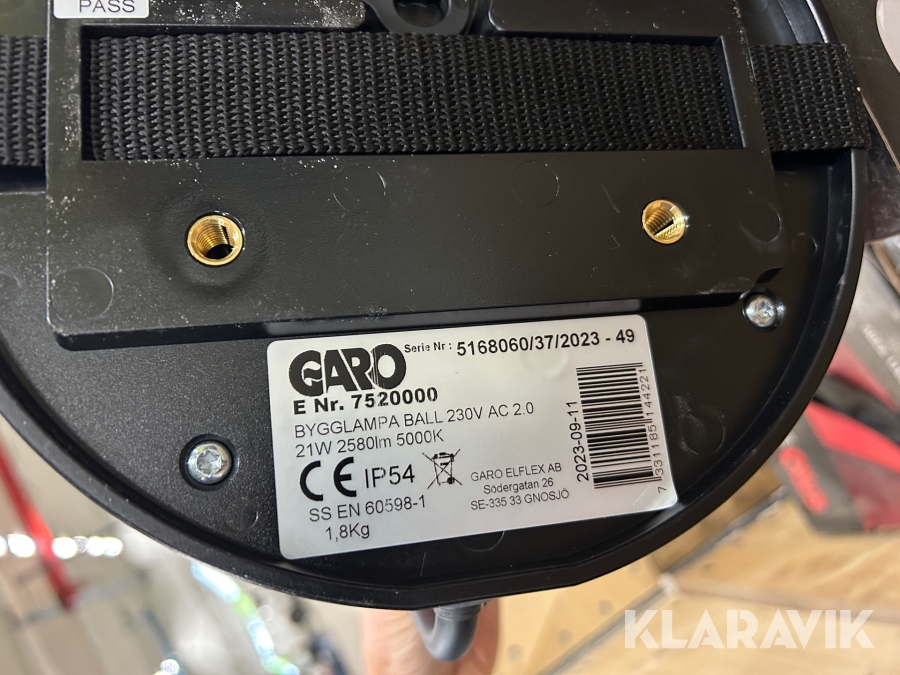 PASS
GARO
Serie Nr: 5168060/37/2023 - 49
E Nr. 7520000
BYGGLAMPA BALL 230V AC 2.0
21W 2580lm 5000K
CE IP54
GARO ELFLEX AB
Södergatan 26
SE-335 33 GNOSJÖ
SS EN 60598-1
1,8Kg
2023-09-11
7331185144221
KLARAVIK